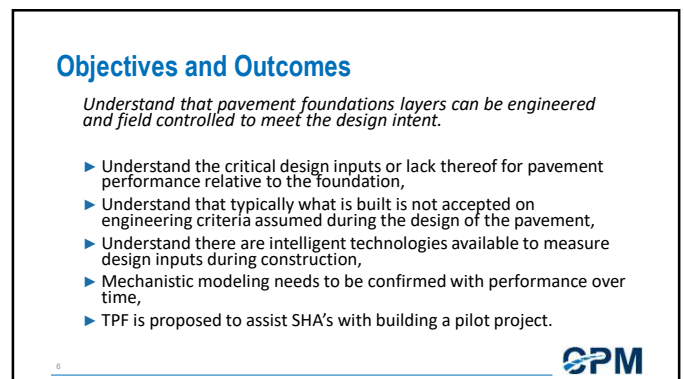 Objectives and Outcomes
Understand that pavement foundations layers can be engineered
and field controlled to meet the design intent.
► Understand the critical design inputs or lack thereof for pavement
performance relative to the foundation,
► Understand that typically what is built is not accepted on
engineering criteria assumed during the design of the pavement,
► Understand there are intelligent technologies available to measure
design inputs during construction,
► Mechanistic modeling needs to be confirmed with performance over
time,
► TPF is proposed to assist SHA's with building a pilot project.
6
CPM